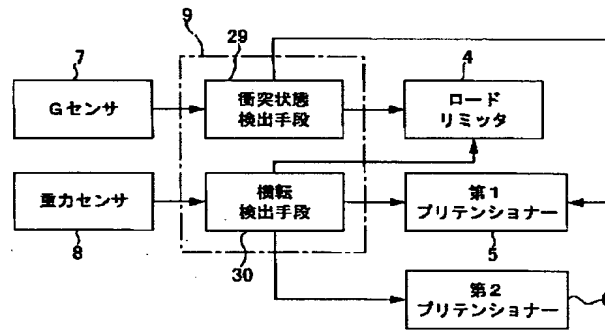 9
29
7
4
Gセンサ
衝突状態
検出手段
ロード
リミッタ
重力センサ
横転
検出手段
第1
プリテンショナー
8
30
5
第2
プリテンショナー